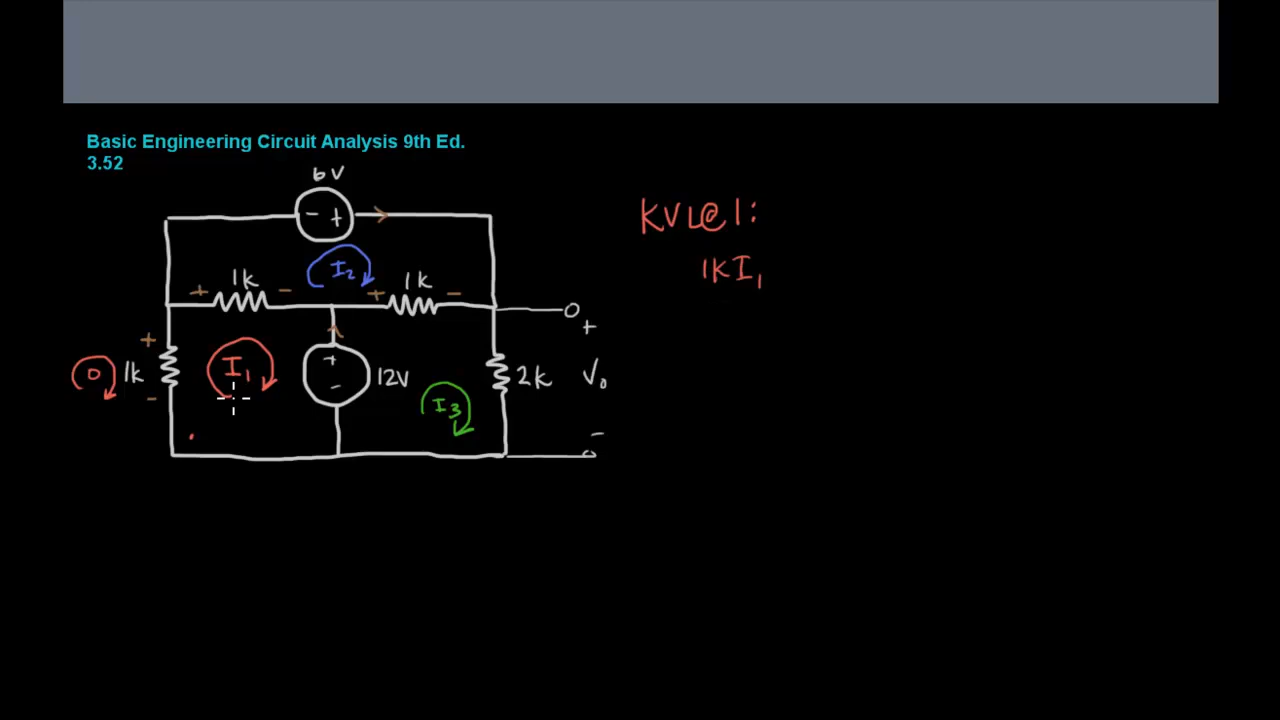 Basic Engineering Circuit Analysis 9th Ed.
3.52
6V
- +
KVL@1:
1kI₁
1k
I₂
1k
+ -
+ -
+
1k
-
0
I₁
+
-
12V
I₃
2k
+
V₀
-